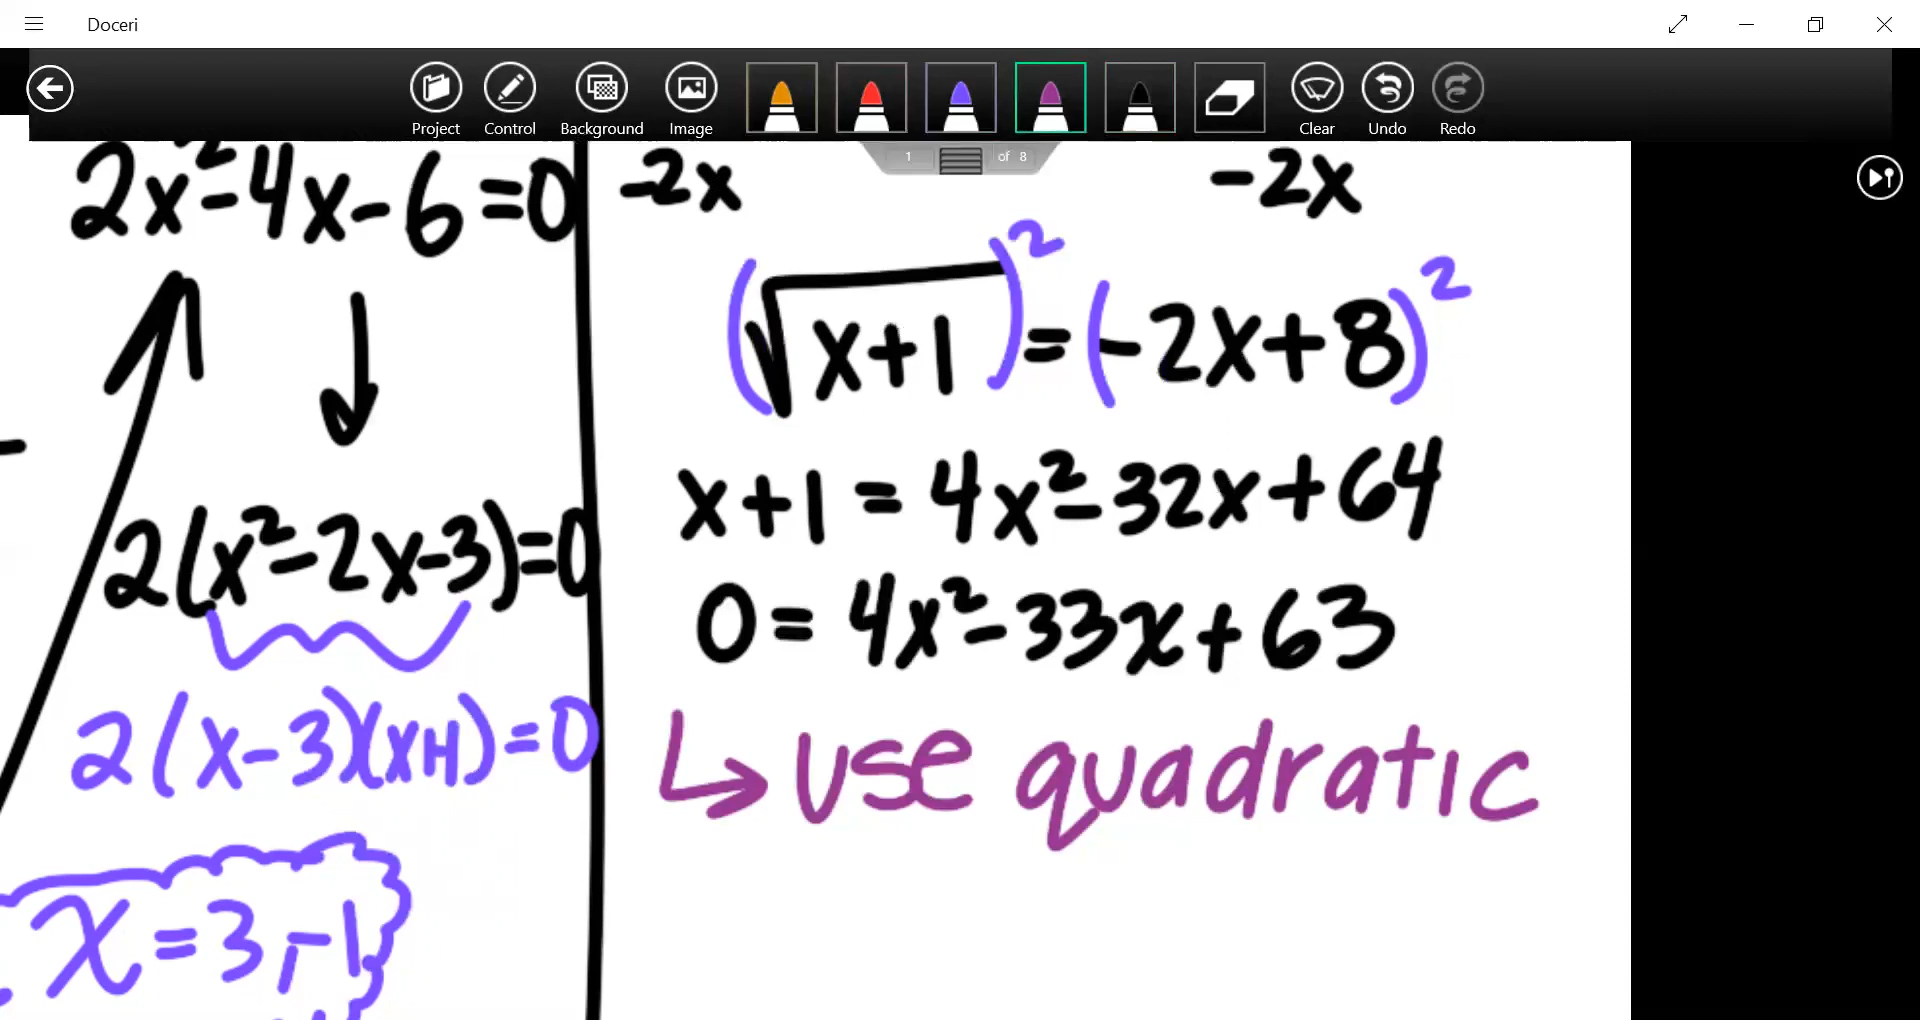 Doceri
Project Control Background Image Clear Undo Redo
1 of 8
2x²-4x-6=0
2(x²-2x-3)=0
2(x-3)(x+1)=0
x=3,-1
-2x -2x
(√x+1)²=(-2x+8)²
x+1=4x²-32x+64
0=4x²-33x+63
↳ use quadratic